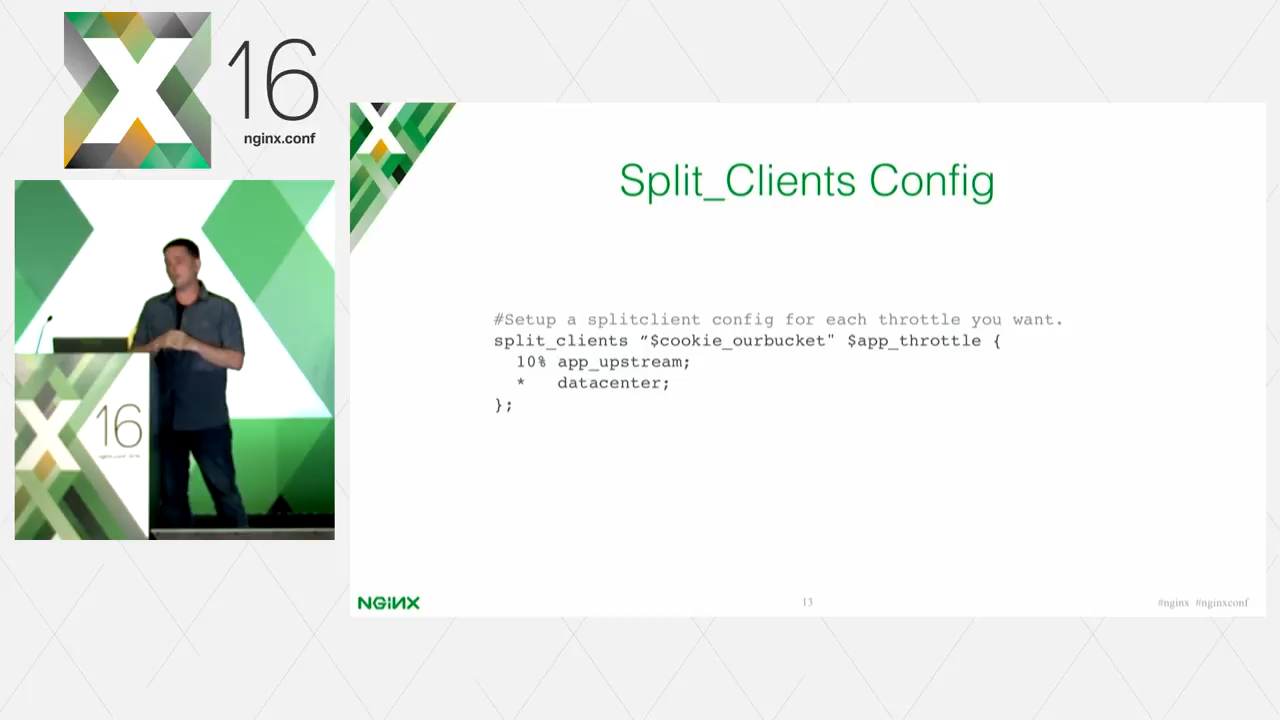 16
nginx.conf
Split_Clients Config
#Setup a splitclient config for each throttle you want.
split_clients “$cookie_ourbucket" $app_throttle {
10% app_upstream;
* datacenter;
};
16
NGINX
13
#nginx #nginxconf